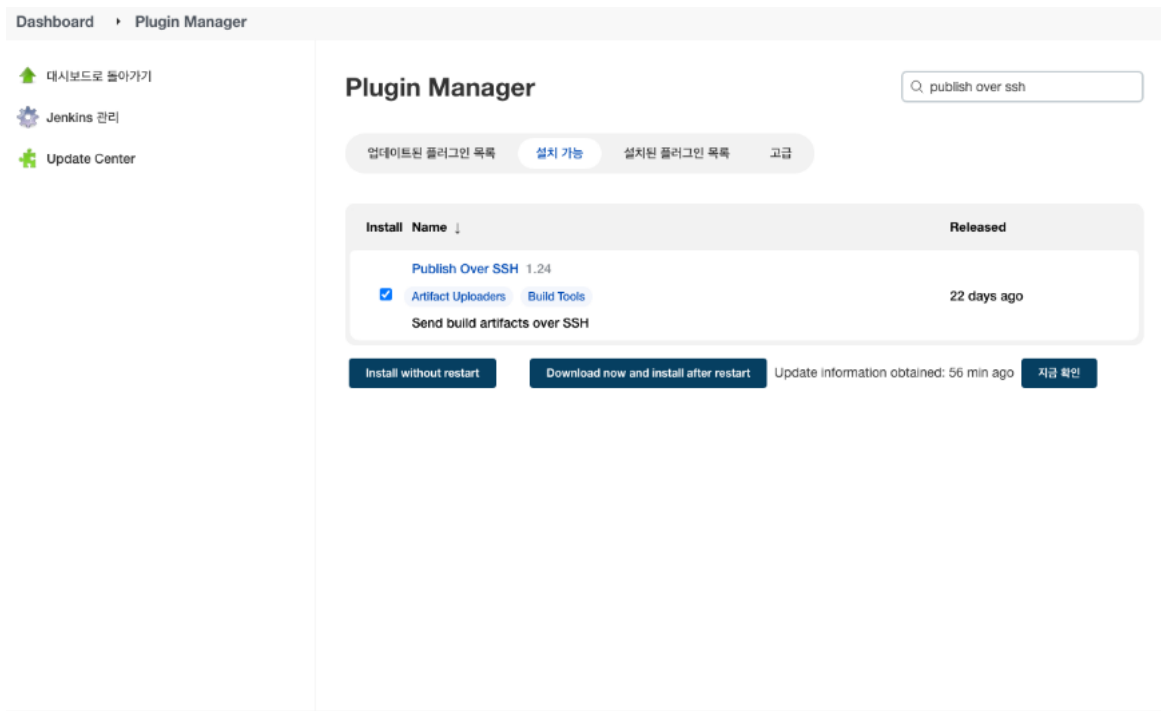 Dashboard ‣ Plugin Manager
대시보드로 돌아가기
Jenkins 관리
Update Center
Plugin Manager
publish over ssh
업데이트된 플러그인 목록 설치 가능 설치된 플러그인 목록 고급
Install Name ↓ Released
Publish Over SSH 1.24
Artifact Uploaders Build Tools
22 days ago
Send build artifacts over SSH
Install without restart Download now and install after restart Update information obtained: 56 min ago 지금 확인